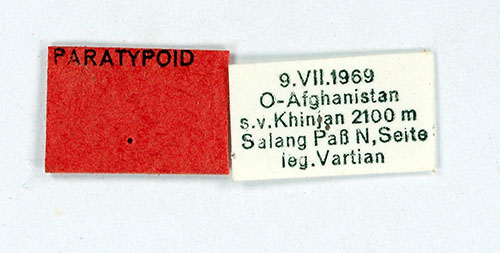 PARATYPOID
9.VII.1969
O-Afghanistan
s.v.Khinjan 2100 m
Salang Paß N,Seite
leg.Vartian